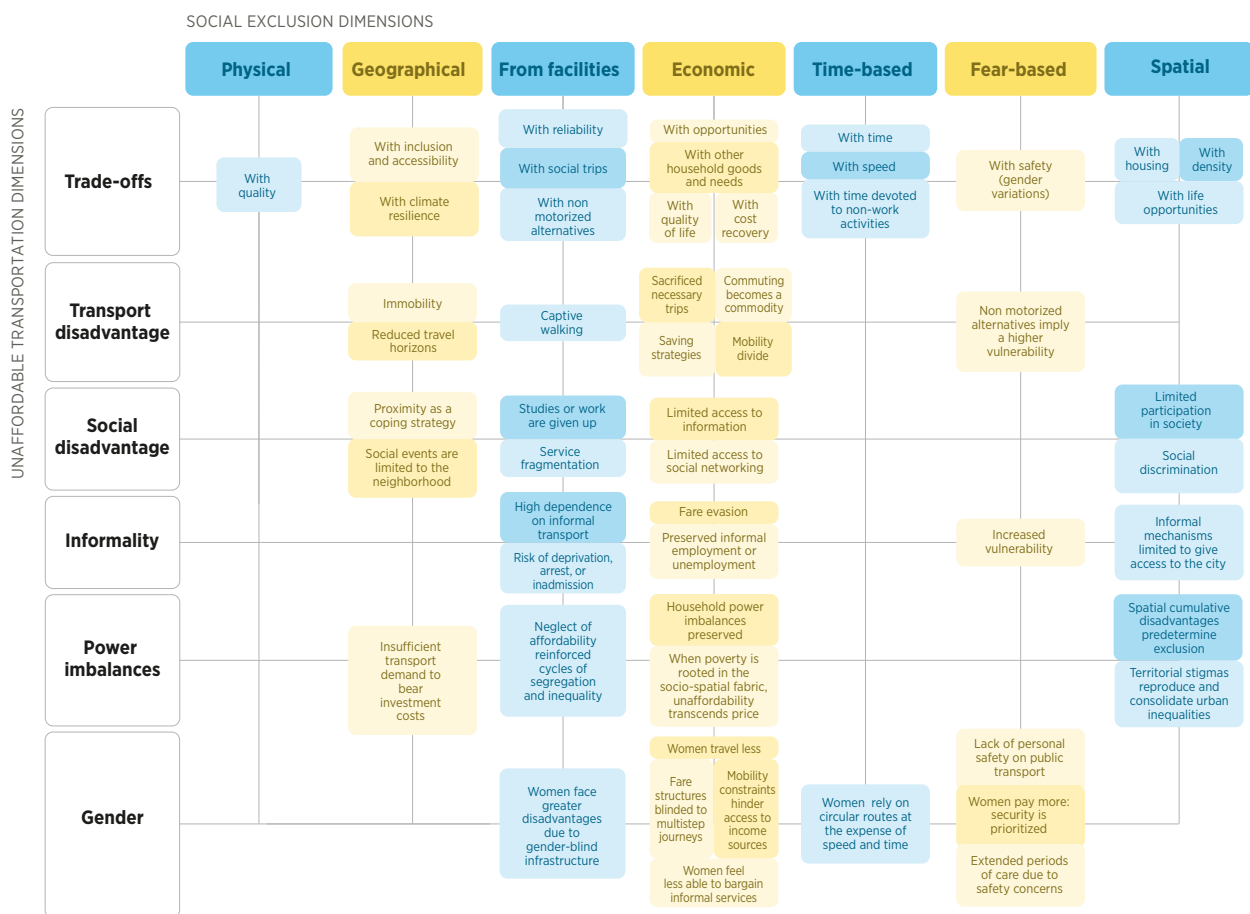 SOCIAL EXCLUSION DIMENSIONS
UNAFFORDABLE TRANSPORTATION DIMENSIONS
Physical
Geographical
From facilities
Economic
Time-based
Fear-based
Spatial
Trade-offs
With
quality
With inclusion
and accessibility
With climate
resilience
With reliability
With social trips
With non
motorized
alternatives
With opportunities
With other
household goods
and needs
With
quality
of life
With
cost
recovery
With time
With speed
With time devoted
to non-work
activities
With safety
(gender
variations)
With
housing
With
density
With life
opportunities
Transport
disadvantage
Immobility
Reduced travel
horizons
Captive
walking
Sacrificed
necessary
trips
Commuting
becomes a
commodity
Saving
strategies
Mobility
divide
Non motorized
alternatives imply
a higher
vulnerability
Social
disadvantage
Proximity as a
coping strategy
Social events are
limited to the
neighborhood
Studies or work
are given up
Service
fragmentation
Limited access to
information
Limited access to
social networking
Limited
participation
in society
Social
discrimination
Informality
High dependence
on informal
transport
Risk of deprivation,
arrest, or
inadmission
Fare evasion
Preserved informal
employment or
unemployment
Increased
vulnerability
Informal
mechanisms
limited to give
access to the city
Power
imbalances
Insufficient
transport
demand to
bear
investment
costs
Neglect of
affordability
reinforced
cycles of
segregation
and inequality
Household power
imbalances
preserved
When poverty is
rooted in the
socio-spatial fabric,
unaffordability
transcends price
Spatial cumulative
disadvantages
predetermine
exclusion
Territorial stigmas
reproduce and
consolidate urban
inequalities
Gender
Women face
greater
disadvantages
due to
gender-blind
infrastructure
Women travel less
Fare
structures
blinded to
multistep
journeys
Mobility
constraints
hinder
access to
income
sources
Women feel
less able to bargain
informal services
Women rely on
circular routes at
the expense of
speed and time
Lack of personal
safety on public
transport
Women pay more:
security is
prioritized
Extended periods
of care due to
safety concerns